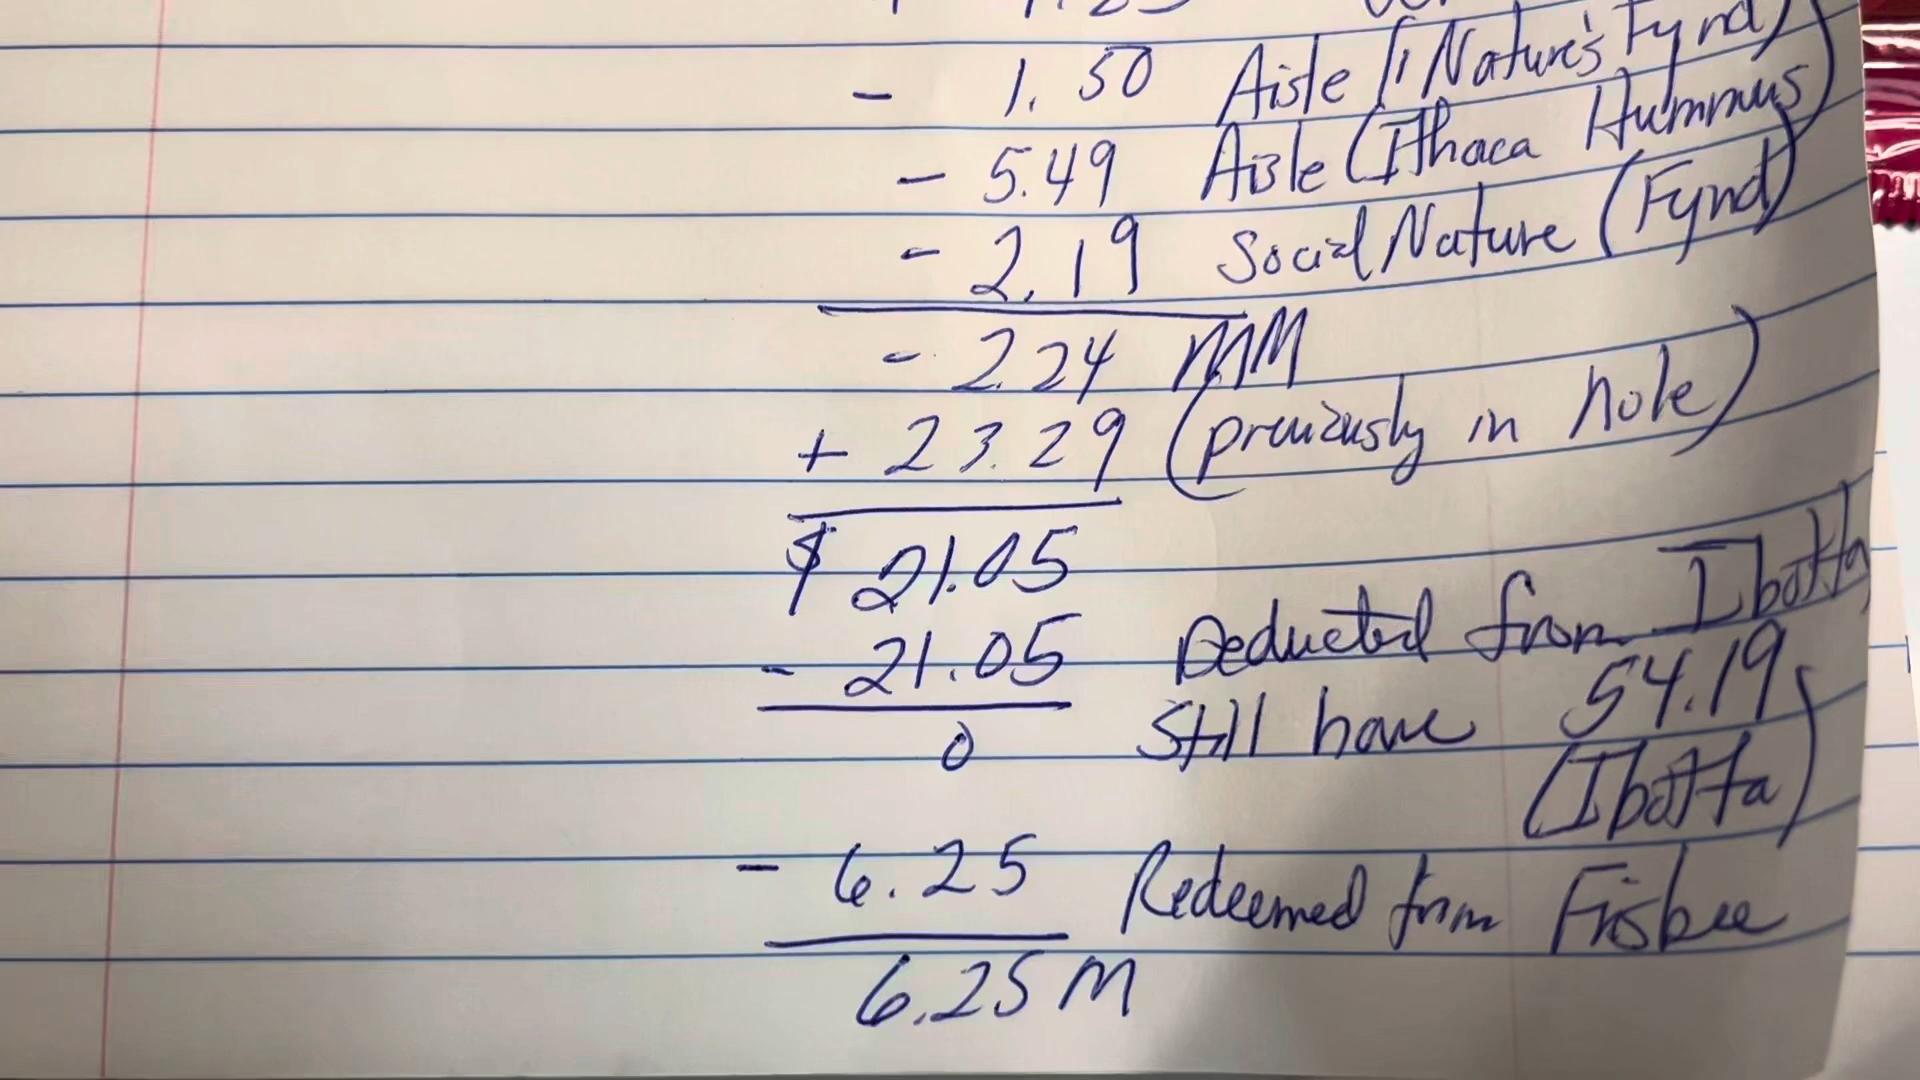 - 1.50 Aisle (1 Nature's Fynd)
- 5.49 Aisle (Ithaca Hummus)
- 2.19 Social Nature (Fynd)
- 2.24 MM
+ 23.29 (previously in hole)
$ 21.05
- 21.05 Deducted from Ibotta
0 Still have 54.19
(Ibotta)
- 6.25 Redeemed from Frisbee
6.25 M